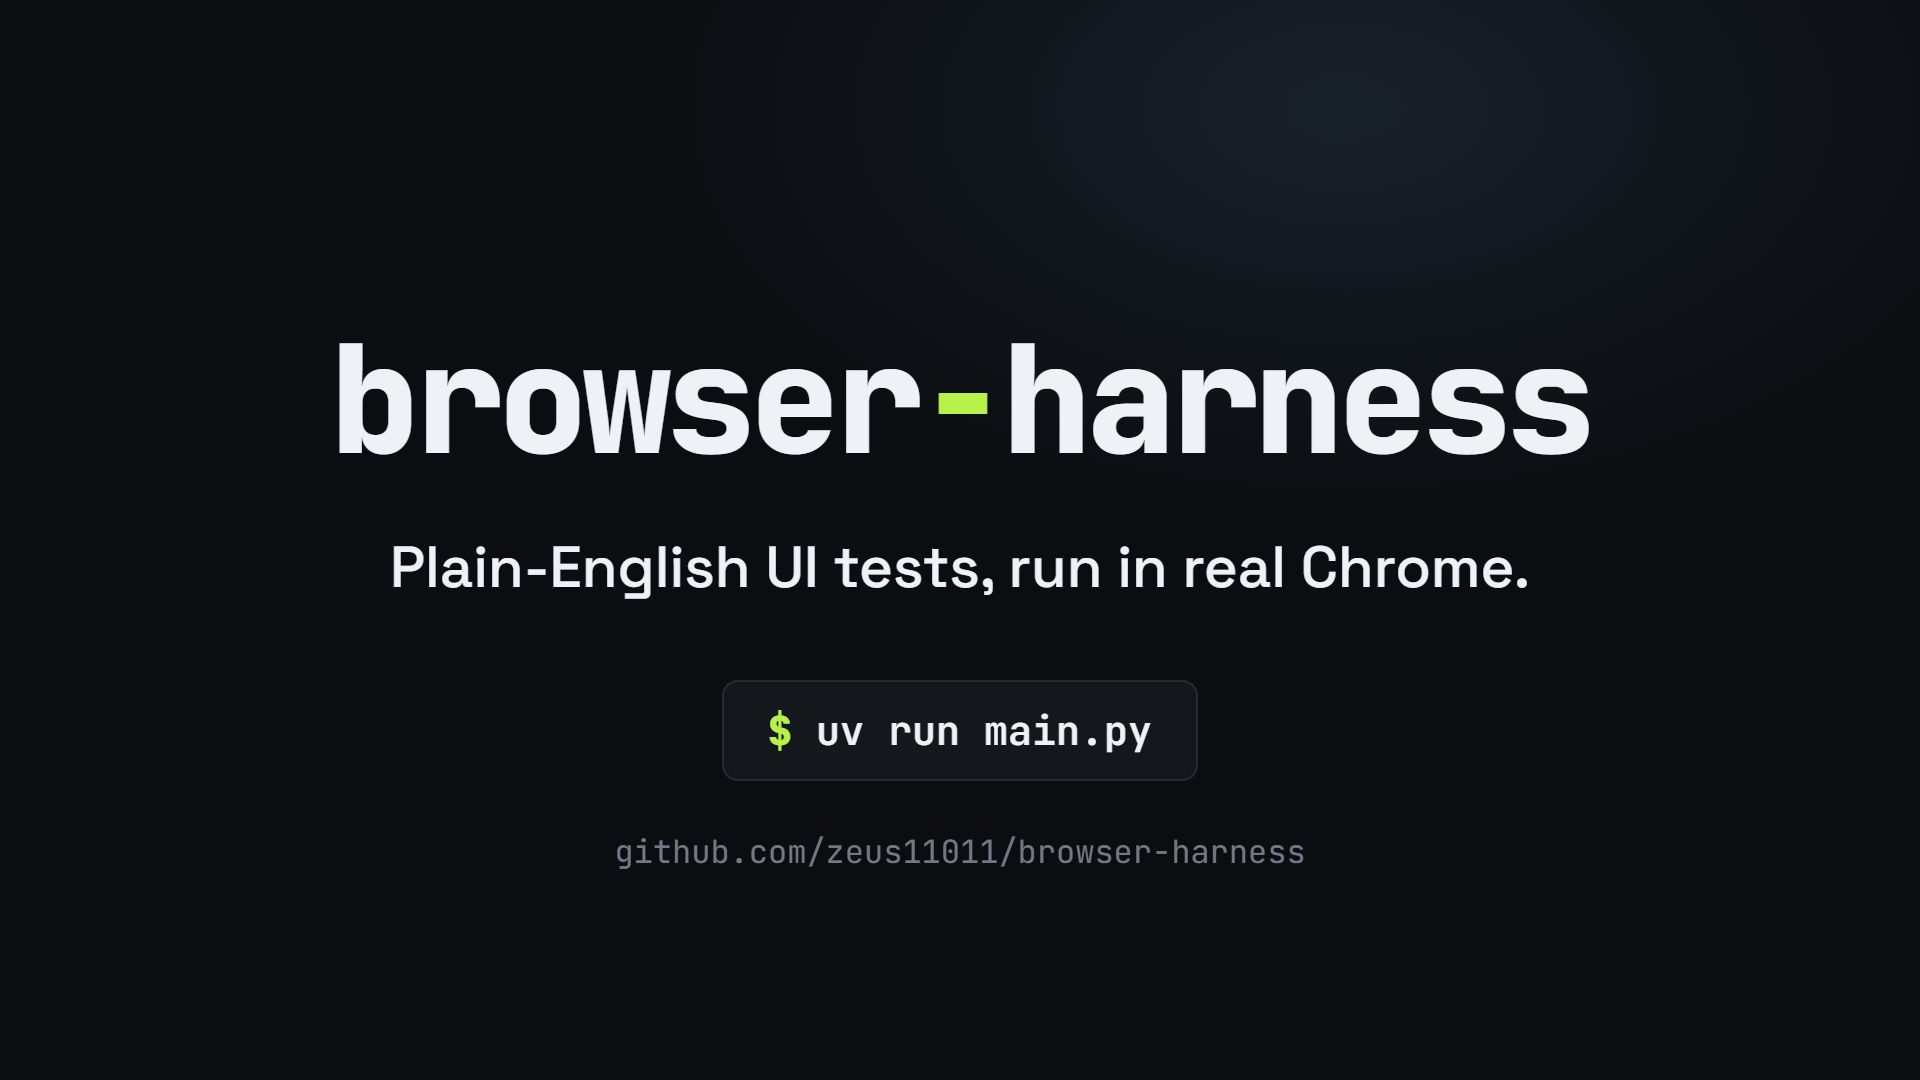 browser-harness
Plain-English UI tests, run in real Chrome.
$ uv run main.py
github.com/zeus11011/browser-harness